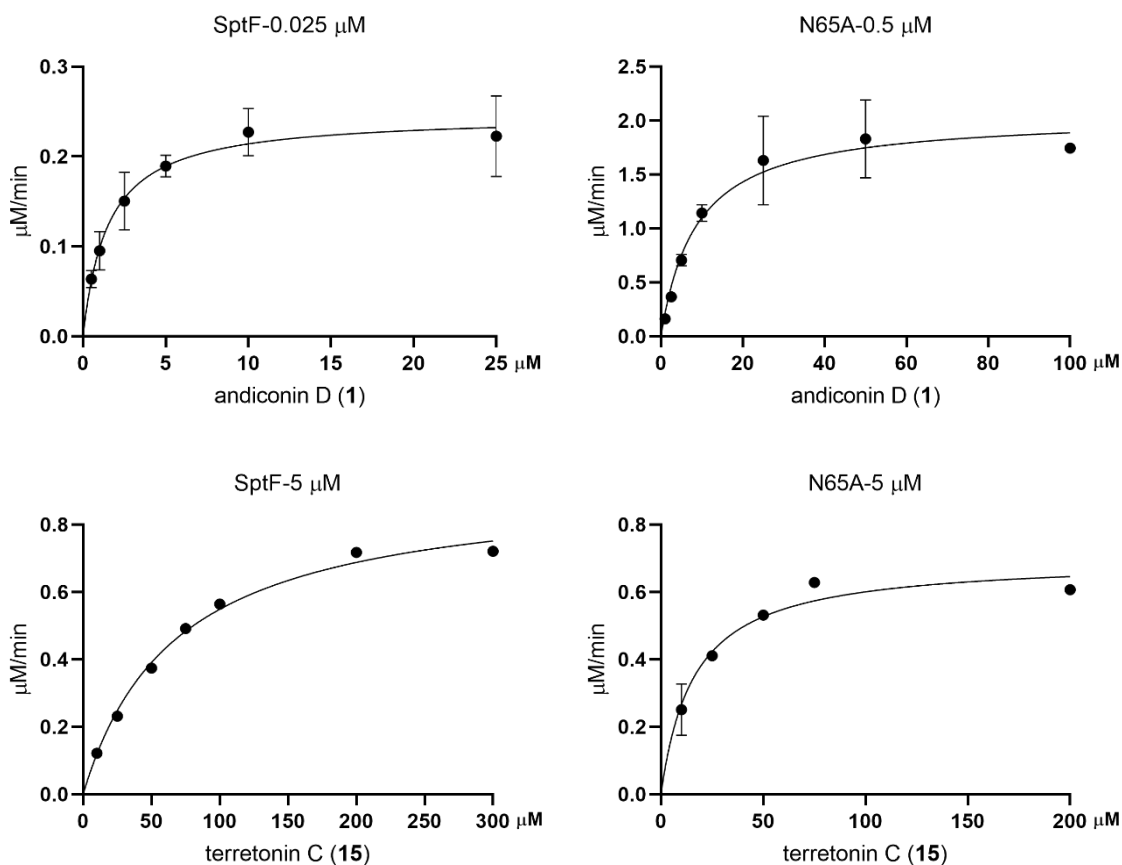 SptF-0.025 μM
0.3
0.2
0.1
0.0
μM/min
0 5 10 15 20 25 μM
andiconin D (1)
N65A-0.5 μM
2.5
2.0
1.5
1.0
0.5
0.0
μM/min
0 20 40 60 80 100 μM
andiconin D (1)
SptF-5 μM
0.8
0.6
0.4
0.2
0.0
μM/min
0 50 100 200 300 μM
terretonin C (15)
N65A-5 μM
0.8
0.6
0.4
0.2
0.0
μM/min
0 50 100 150 200 μM
terretonin C (15)